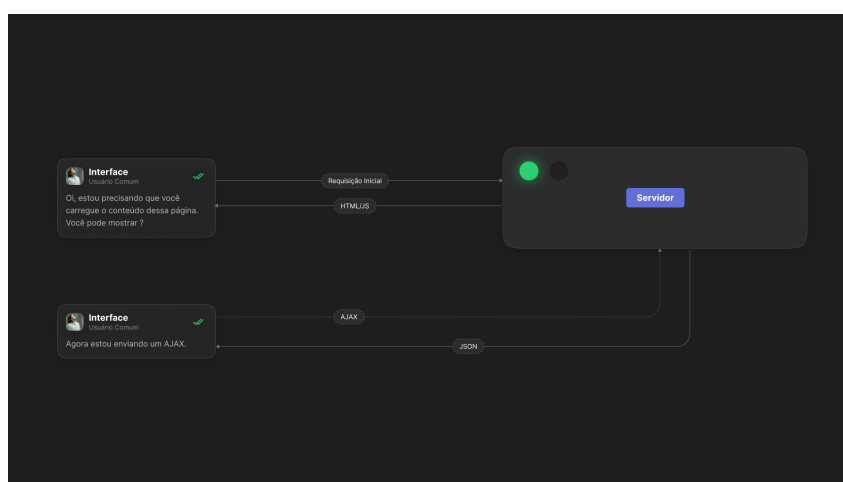 Interface
Usuário Comum
Oi, estou precisando que você
carregue o conteúdo dessa página.
Você pode mostrar ?
Requisição Inicial
HTML/JS
Servidor
Interface
Usuário Comum
Agora estou enviando um AJAX.
AJAX
JSON